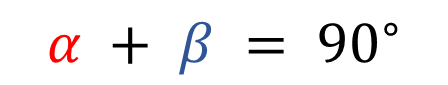 α + β = 90°